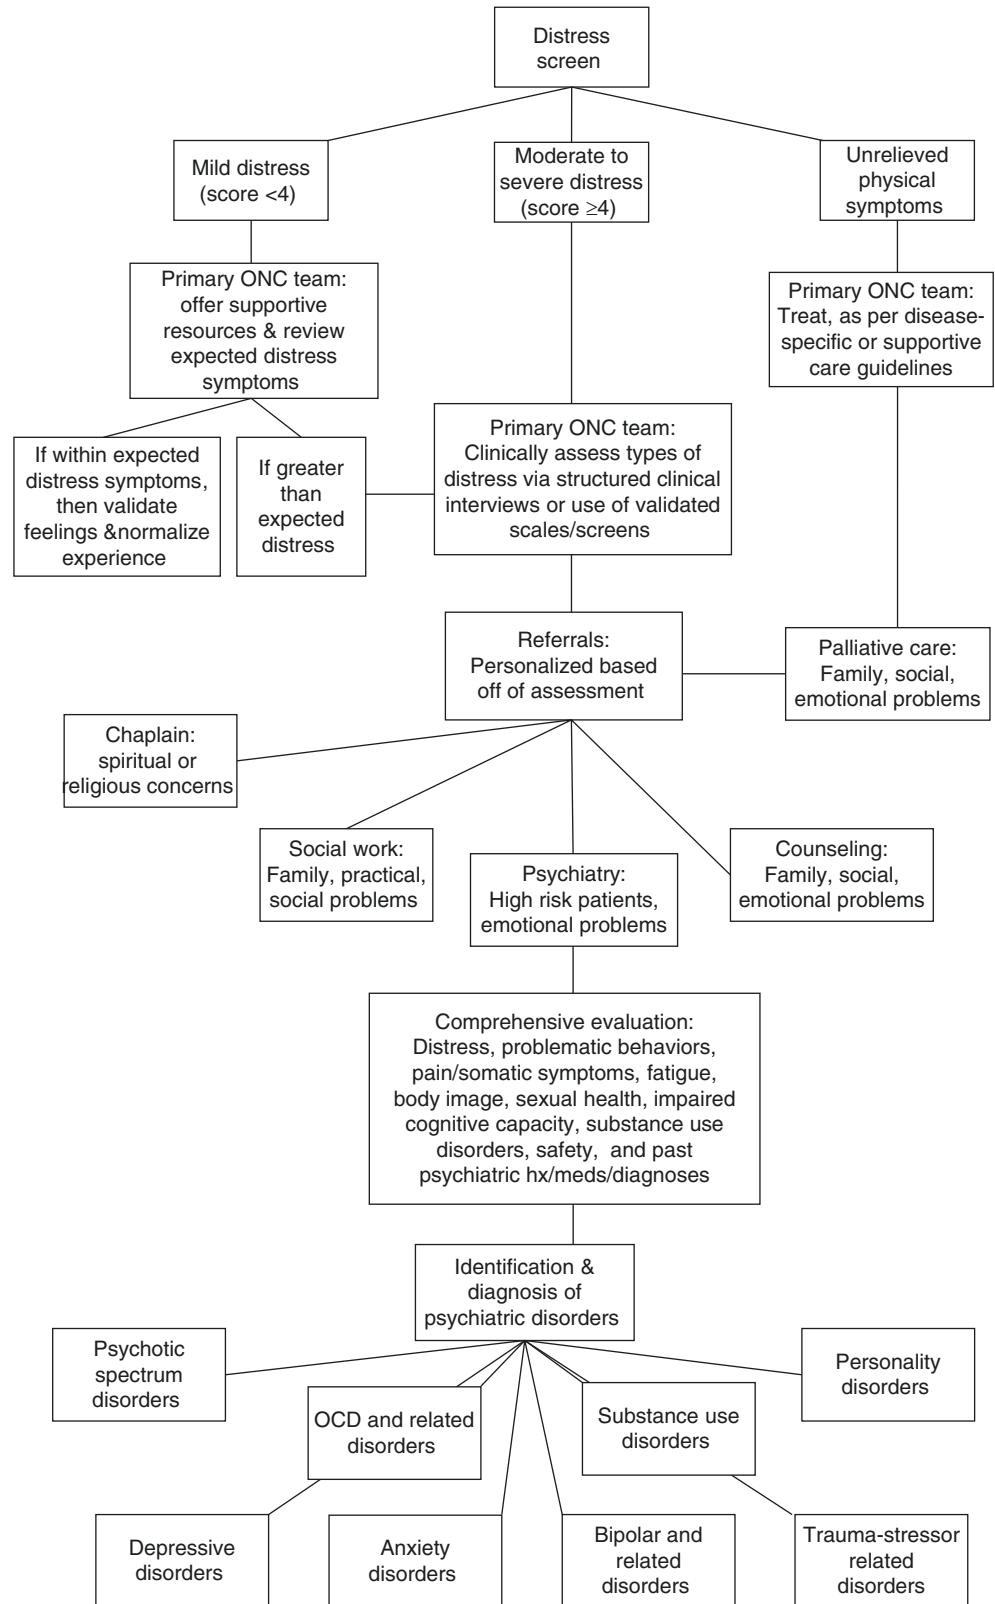 Distress
screen
Mild distress
(score <4)
Moderate to
severe distress
(score ≥4)
Unrelieved
physical
symptoms
Primary ONC team:
offer supportive
resources & review
expected distress
symptoms
Primary ONC team:
Treat, as per disease-
specific or supportive
care guidelines
If within expected
distress symptoms,
then validate
feelings &normalize
experience
If greater
than
expected
distress
Primary ONC team:
Clinically assess types of
distress via structured clinical
interviews or use of validated
scales/screens
Referrals:
Personalized based
off of assessment
Palliative care:
Family, social,
emotional problems
Chaplain:
spiritual or
religious concerns
Social work:
Family, practical,
social problems
Psychiatry:
High risk patients,
emotional problems
Counseling:
Family, social,
emotional problems
Comprehensive evaluation:
Distress, problematic behaviors,
pain/somatic symptoms, fatigue,
body image, sexual health, impaired
cognitive capacity, substance use
disorders, safety, and past
psychiatric hx/meds/diagnoses
Identification &
diagnosis of
psychiatric disorders
Psychotic
spectrum
disorders
OCD and related
disorders
Substance use
disorders
Personality
disorders
Depressive
disorders
Anxiety
disorders
Bipolar and
related
disorders
Trauma-stressor
related
disorders